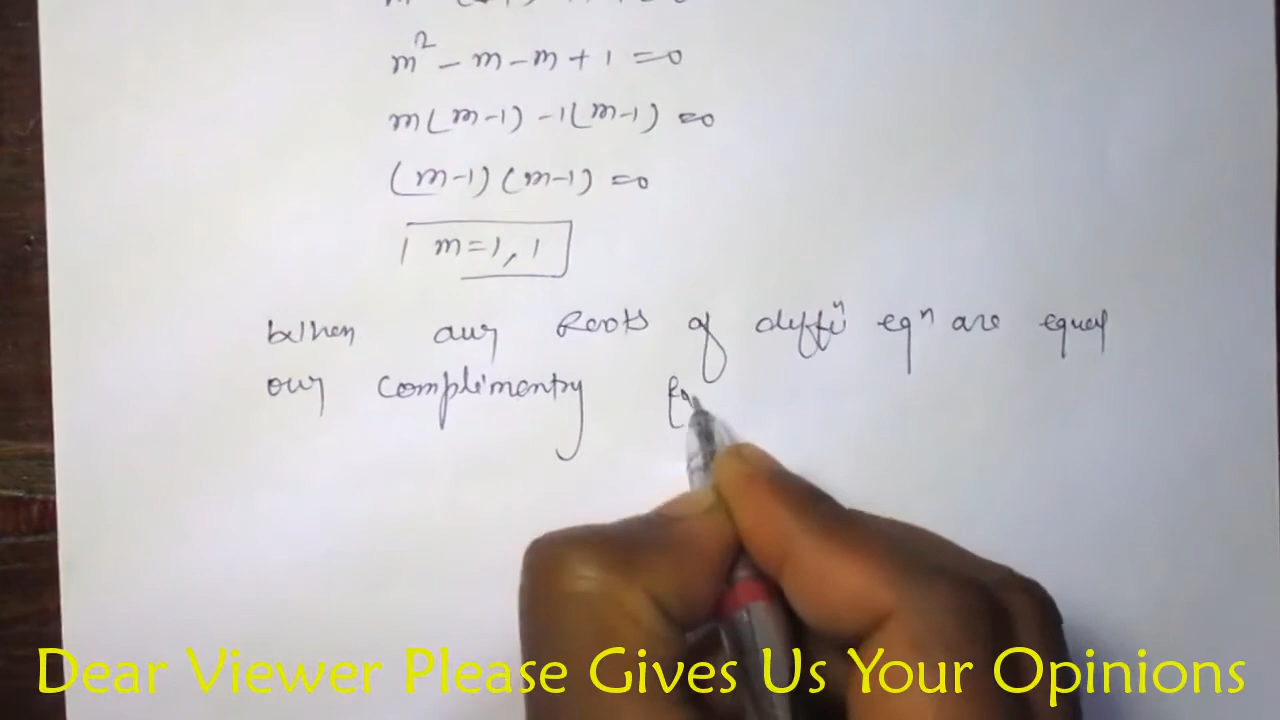 m² - m - m + 1 = 0
m(m-1) - 1(m-1) = 0
(m-1)(m-1) = 0
m = 1, 1
When our Roots of diffiⁿ eqⁿ are equal
our complimentry
Dear Viewer Please Gives Us Your Opinions